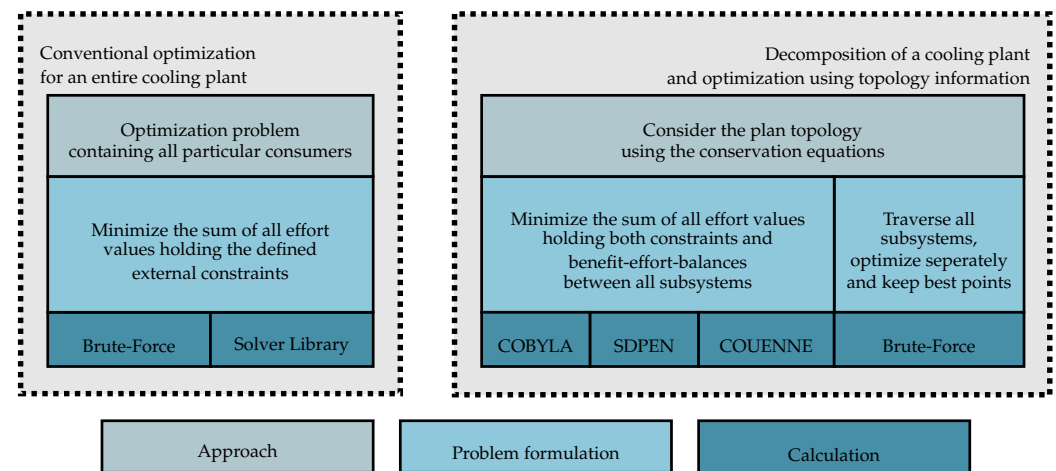 Conventional optimization
for an entire cooling plant
Optimization problem
containing all particular consumers
Minimize the sum of all effort
values holding the defined
external constraints
Brute-Force
Solver Library
Decomposition of a cooling plant
and optimization using topology information
Consider the plan topology
using the conservation equations
Minimize the sum of all effort values
holding both constraints and
benefit-effort-balances
between all subsystems
Traverse all
subsystems,
optimize seperately
and keep best points
COBYLA
SDPEN
COUENNE
Brute-Force
Approach
Problem formulation
Calculation